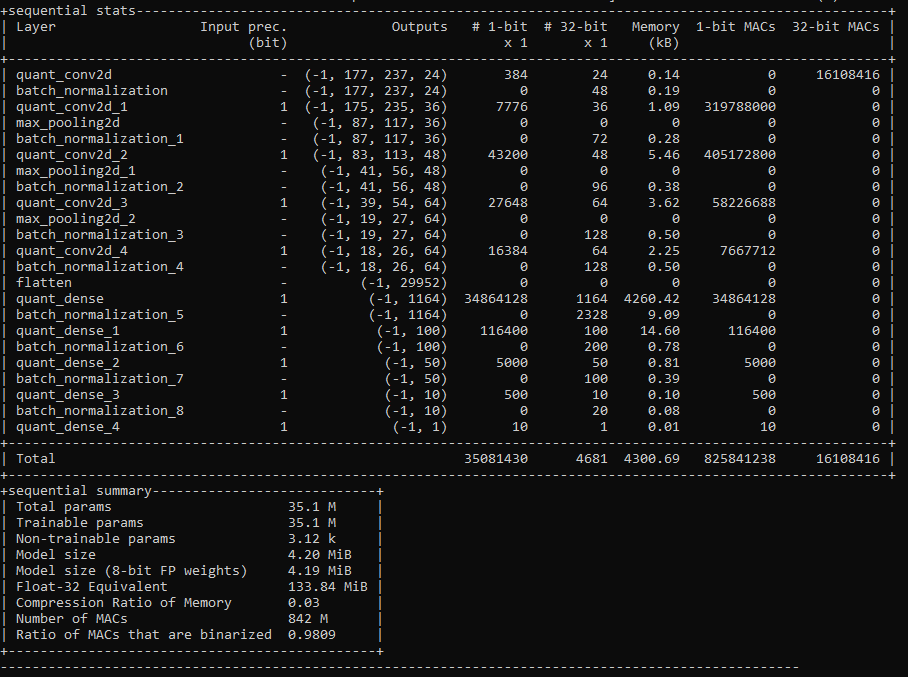 +sequential stats-----------------------------------------------------------------------------------------------+
| Layer                  Input prec.             Outputs   # 1-bit  # 32-bit   Memory  1-bit MACs  32-bit MACs |
|                              (bit)                           x 1       x 1     (kB)                          |
+--------------------------------------------------------------------------------------------------------------+
| quant_conv2d                     -  (-1, 177, 237, 24)       384        24     0.14           0     16108416 |
| batch_normalization              -  (-1, 177, 237, 24)         0        48     0.19           0            0 |
| quant_conv2d_1                   1  (-1, 175, 235, 36)      7776        36     1.09   319788000            0 |
| max_pooling2d                    -   (-1, 87, 117, 36)         0         0        0           0            0 |
| batch_normalization_1            -   (-1, 87, 117, 36)         0        72     0.28           0            0 |
| quant_conv2d_2                   1   (-1, 83, 113, 48)     43200        48     5.46   405172800            0 |
| max_pooling2d_1                  -    (-1, 41, 56, 48)         0         0        0           0            0 |
| batch_normalization_2            -    (-1, 41, 56, 48)         0        96     0.38           0            0 |
| quant_conv2d_3                   1    (-1, 39, 54, 64)     27648        64     3.62    58226688            0 |
| max_pooling2d_2                  -    (-1, 19, 27, 64)         0         0        0           0            0 |
| batch_normalization_3            -    (-1, 19, 27, 64)         0       128     0.50           0            0 |
| quant_conv2d_4                   1    (-1, 18, 26, 64)     16384        64     2.25     7667712            0 |
| batch_normalization_4            -    (-1, 18, 26, 64)         0       128     0.50           0            0 |
| flatten                          -         (-1, 29952)         0         0        0           0            0 |
| quant_dense                      1          (-1, 1164)  34864128      1164  4260.42    34864128            0 |
| batch_normalization_5            -          (-1, 1164)         0      2328     9.09           0            0 |
| quant_dense_1                    1           (-1, 100)    116400       100    14.60      116400            0 |
| batch_normalization_6            -           (-1, 100)         0       200     0.78           0            0 |
| quant_dense_2                    1            (-1, 50)      5000        50     0.81        5000            0 |
| batch_normalization_7            -            (-1, 50)         0       100     0.39           0            0 |
| quant_dense_3                    1            (-1, 10)       500        10     0.10         500            0 |
| batch_normalization_8            -            (-1, 10)         0        20     0.08           0            0 |
| quant_dense_4                    1             (-1, 1)        10         1     0.01          10            0 |
+--------------------------------------------------------------------------------------------------------------+
| Total                                                   35081430      4681  4300.69   825841238     16108416 |
+--------------------------------------------------------------------------------------------------------------+
+sequential summary----------------------------+
| Total params                      35.1 M     |
| Trainable params                  35.1 M     |
| Non-trainable params              3.12 k     |
| Model size                        4.20 MiB   |
| Model size (8-bit FP weights)     4.19 MiB   |
| Float-32 Equivalent               133.84 MiB |
| Compression Ratio of Memory       0.03       |
| Number of MACs                    842 M      |
| Ratio of MACs that are binarized  0.9809     |
+----------------------------------------------+
----------------------------------------------------------------------------------------------------